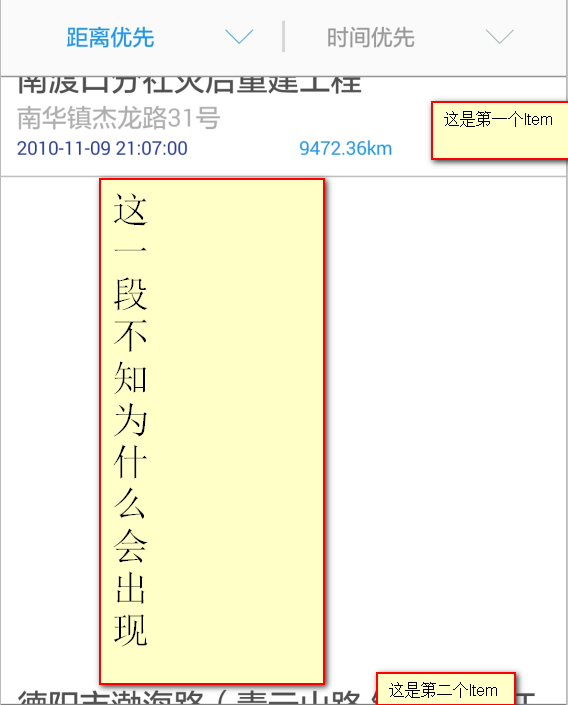 距离优先
时间优先
南渡口分社灾后重建工程
南华镇杰龙路31号
2010-11-09 21:07:00
9472.36km
这是第一个Item
这
一
段
不
知
为
什
么
会
出
现
这是第二个Item
德阳市渤海路（青云山路